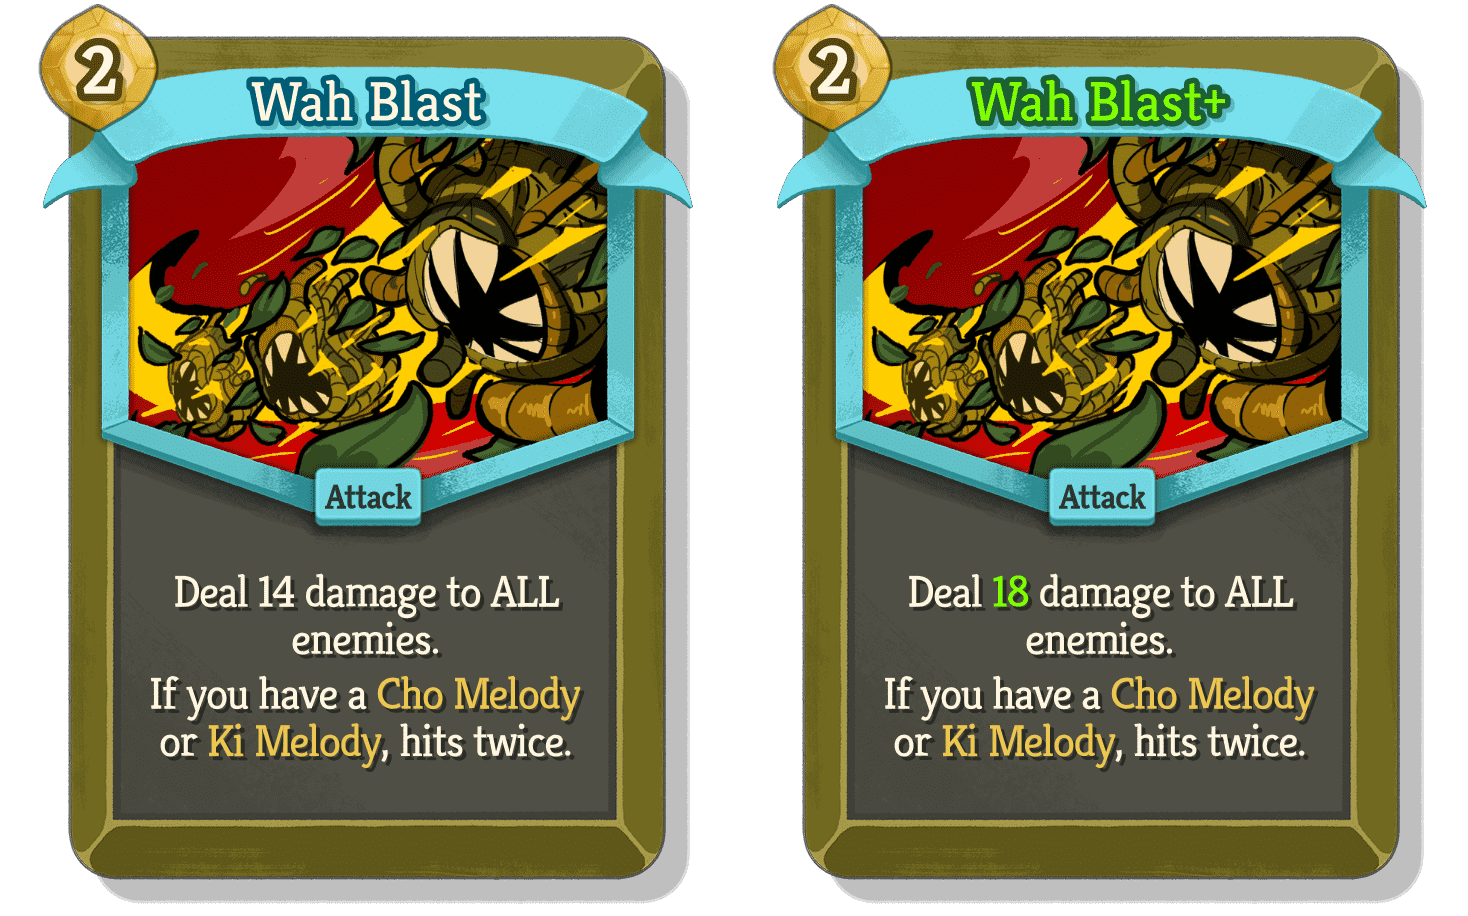 2
Wah Blast
Attack
Deal 14 damage to ALL
enemies.
If you have a Cho Melody
or Ki Melody, hits twice.
2
Wah Blast+
Attack
Deal 18 damage to ALL
enemies.
If you have a Cho Melody
or Ki Melody, hits twice.